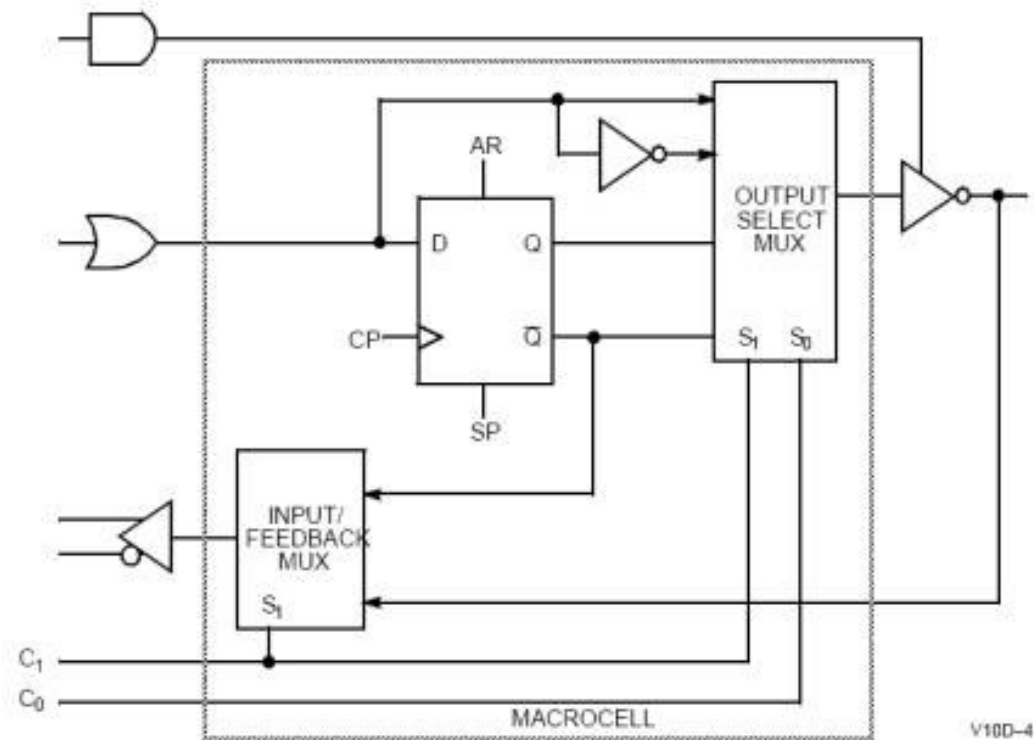 AR
OUTPUT
SELECT
MUX
D
Q
CP
Q̅
S₁
S₀
SP
INPUT/
FEEDBACK
MUX
S₁
C₁
C₀
MACROCELL
V10D–4